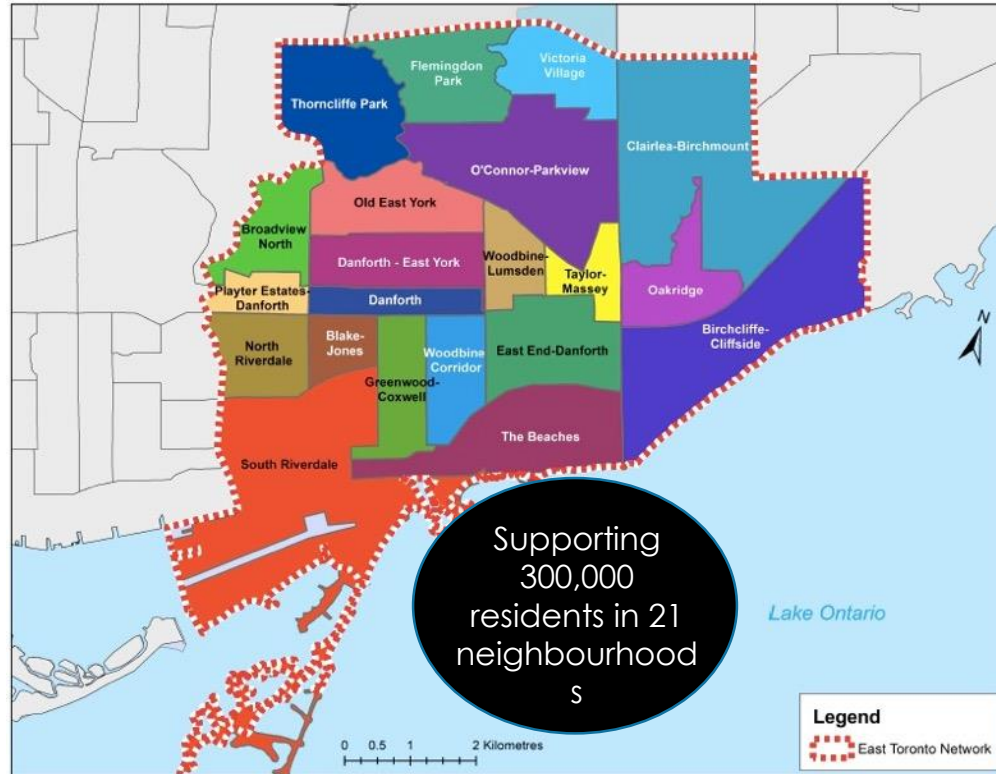 Flemingdon
Park
Victoria
Village
Thorncliffe Park
Clairlea-Birchmount
O'Connor-Parkview
Old East York
Broadview
North
Woodbine-
Lumsden
Danforth - East York
Taylor-
Massey
Oakridge
Playter Estates-
Danforth
Danforth
Birchcliffe-
Cliffside
North
Riverdale
Blake-
Jones
Woodbine
Corridor
East End-Danforth
Greenwood-
Coxwell
The Beaches
South Riverdale
N
Supporting
300,000
residents in 21
neighbourhood
s
Lake Ontario
0 0.5 1 2 Kilometres
Legend
East Toronto Network